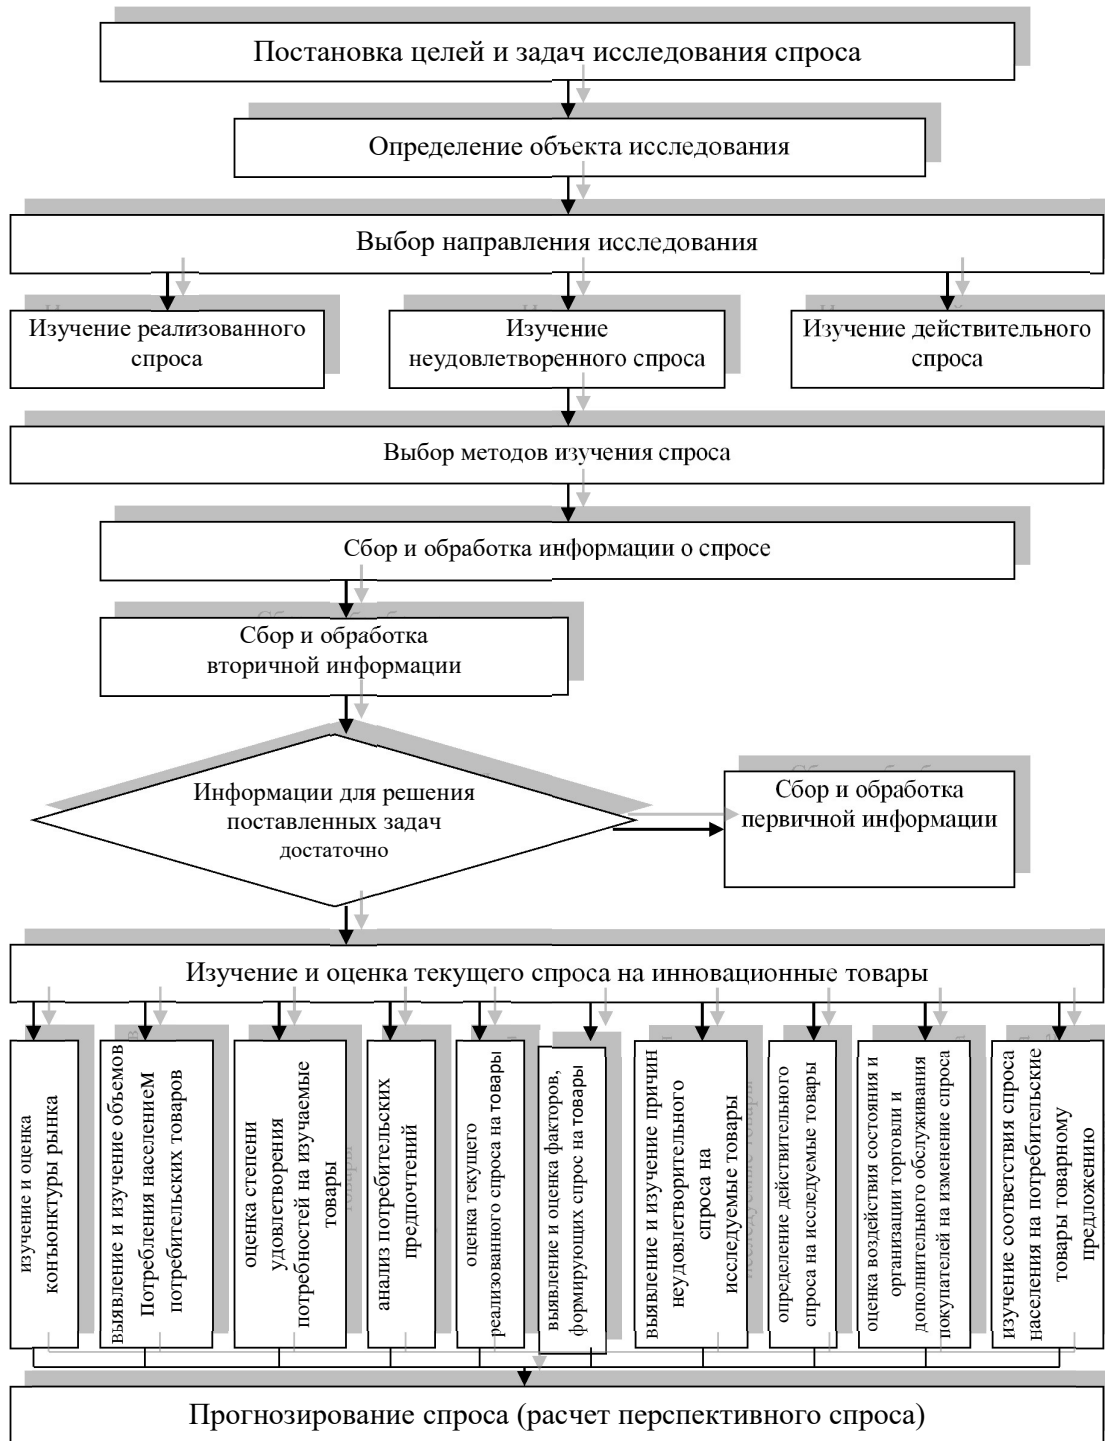 Постановка целей и задач исследования спроса
Определение объекта исследования
Выбор направления исследования
Изучение реализованного
спроса
Изучение
неудовлетворенного спроса
Изучение действительного
спроса
Выбор методов изучения спроса
Сбор и обработка информации о спросе
Сбор и обработка
вторичной информации
Информации для решения
поставленных задач
достаточно
Сбор и обработка
первичной информации
Изучение и оценка текущего спроса на инновационные товары
изучение и оценка
конъюнктуры рынка
выявление и изучение объемов
Потребления населением
потребительских товаров
оценка степени
удовлетворения
потребностей на изучаемые
товары
анализ потребительских
предпочтений
оценка текущего
реализованного спроса на товары
выявление и оценка факторов,
формирующих спрос на товары
выявление и изучение причин
неудовлетворительного
спроса на
исследуемые товары
определение действительного
спроса на исследуемые товары
оценка воздействия состояния и
организации торговли и
дополнительного обслуживания
покупателей на изменение спроса
изучение соответствия спроса
населения на потребительские
товары товарному
предложению
Прогнозирование спроса (расчет перспективного спроса)